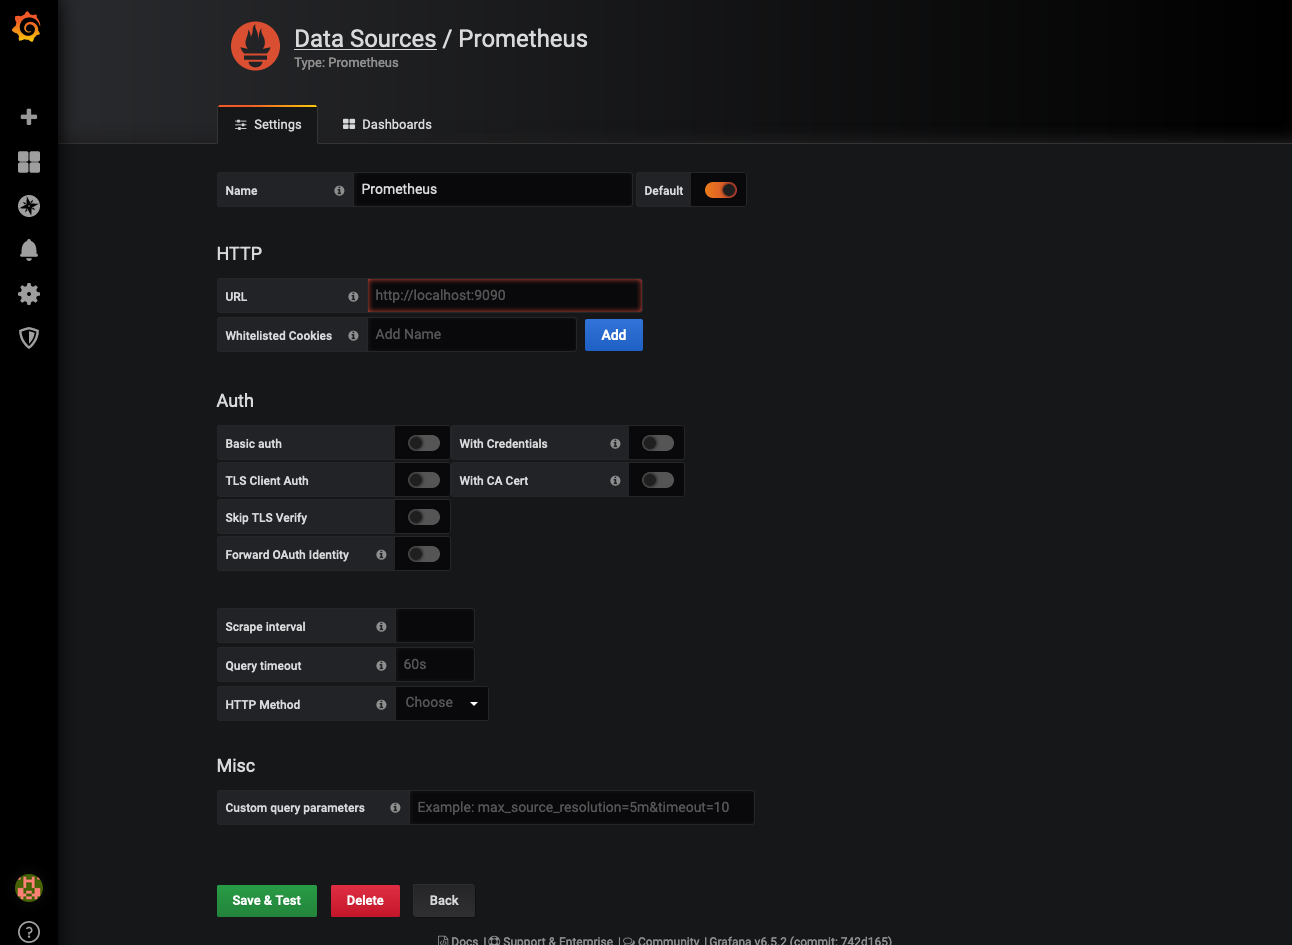 Data Sources / Prometheus
Type: Prometheus
Settings
Dashboards
Name
Prometheus
Default
HTTP
URL
http://localhost:9090
Whitelisted Cookies
Add Name
Add
Auth
Basic auth
With Credentials
TLS Client Auth
With CA Cert
Skip TLS Verify
Forward OAuth Identity
Scrape interval
Query timeout
60s
HTTP Method
Choose
Misc
Custom query parameters
Example: max_source_resolution=5m&timeout=10
Save & Test
Delete
Back
Docs | Support & Enterprise | Community | Grafana v6.5.2 (commit: 742d165)